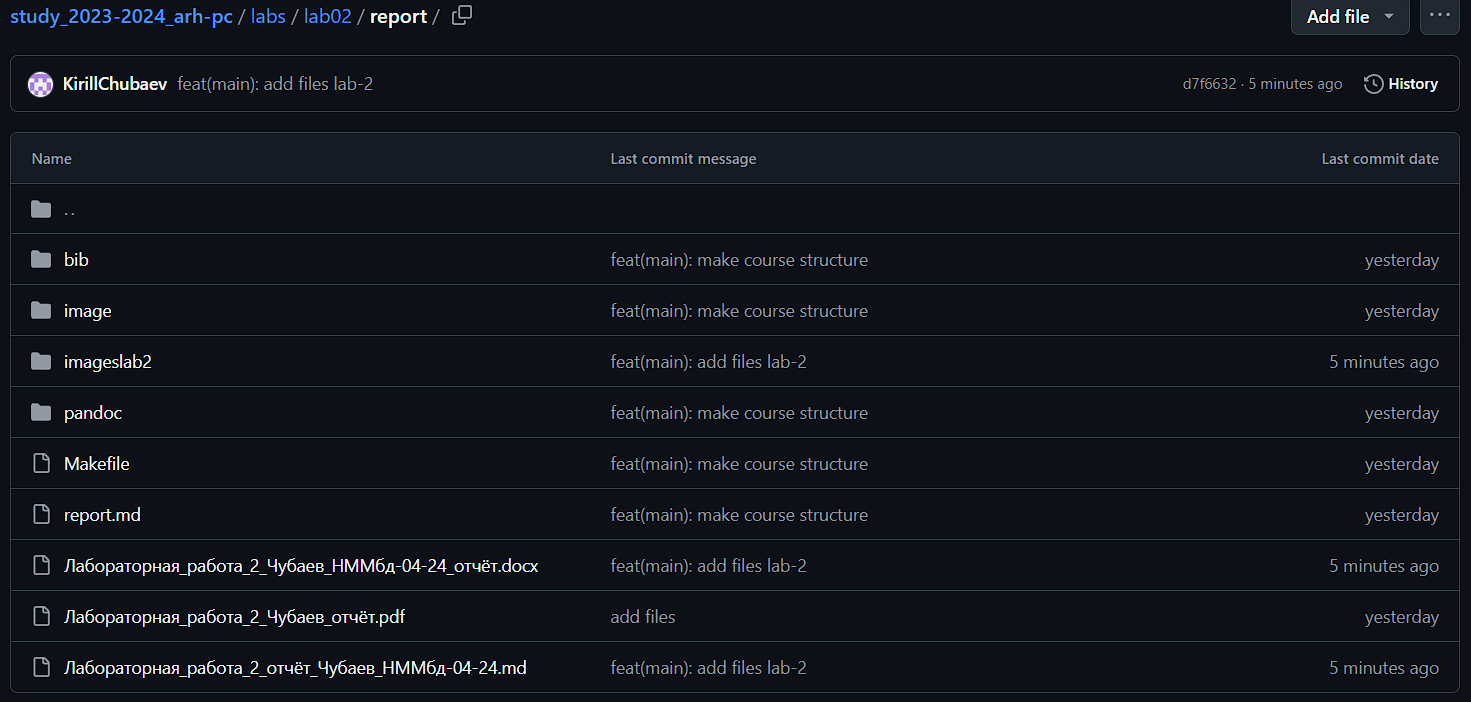 study_2023-2024_arh-pc / labs / lab02 / report /
Add file
KirillChubaev feat(main): add files lab-2
d7f6632 · 5 minutes ago
History
Name Last commit message Last commit date
..
bib feat(main): make course structure yesterday
image feat(main): make course structure yesterday
imageslab2 feat(main): add files lab-2 5 minutes ago
pandoc feat(main): make course structure yesterday
Makefile feat(main): make course structure yesterday
report.md feat(main): make course structure yesterday
Лабораторная_работа_2_Чубаев_НММбд-04-24_отчёт.docx feat(main): add files lab-2 5 minutes ago
Лабораторная_работа_2_Чубаев_отчёт.pdf add files yesterday
Лабораторная_работа_2_отчёт_Чубаев_НММбд-04-24.md feat(main): add files lab-2 5 minutes ago